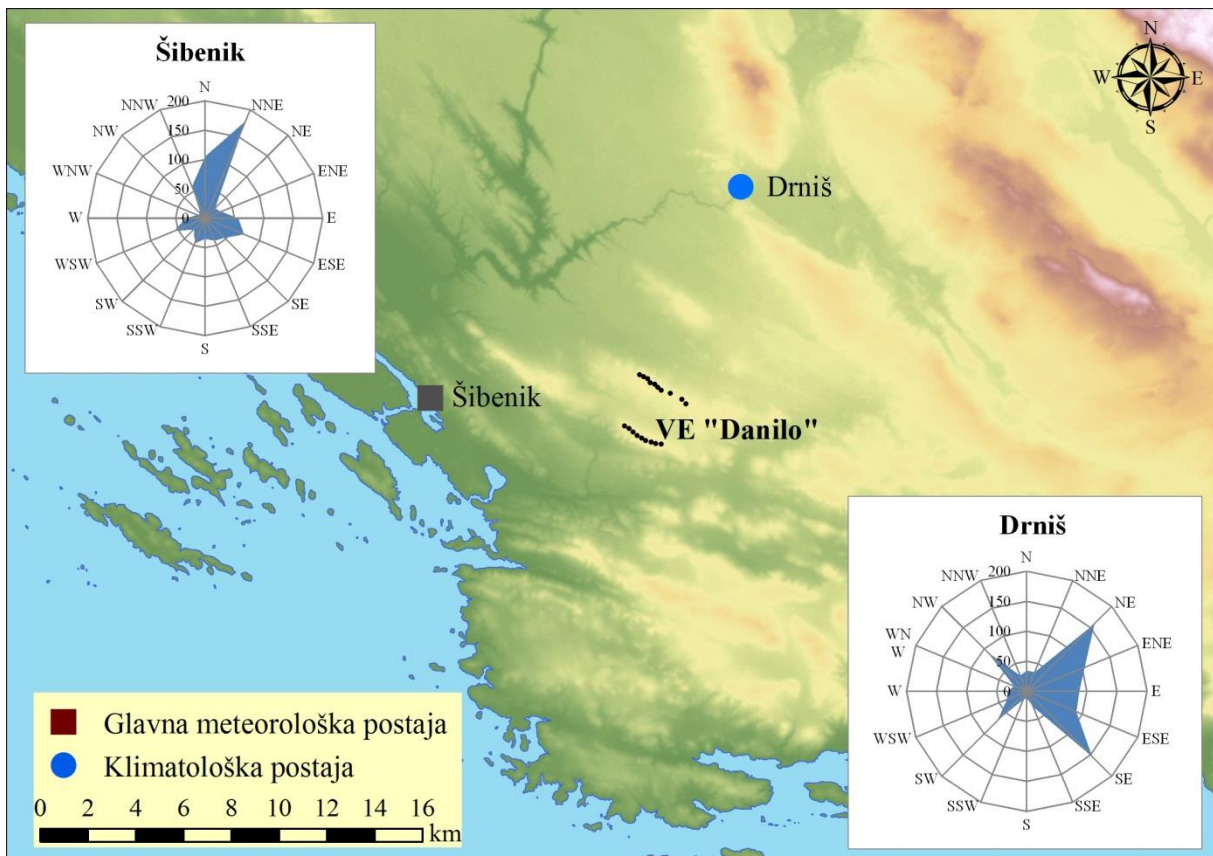 Šibenik
N
NNE
NE
ENE
E
ESE
SE
SSE
S
SSW
SW
WSW
W
WNW
NW
NNW
200
150
100
50
0
N
W
E
S
Drniš
Šibenik
VE "Danilo"
Drniš
N
NNE
NE
ENE
E
ESE
SE
SSE
S
SSW
SW
WSW
W
WN
W
NW
NNW
200
150
100
50
0
Glavna meteorološka postaja
Klimatološka postaja
0 2 4 6 8 10 12 14 16
km